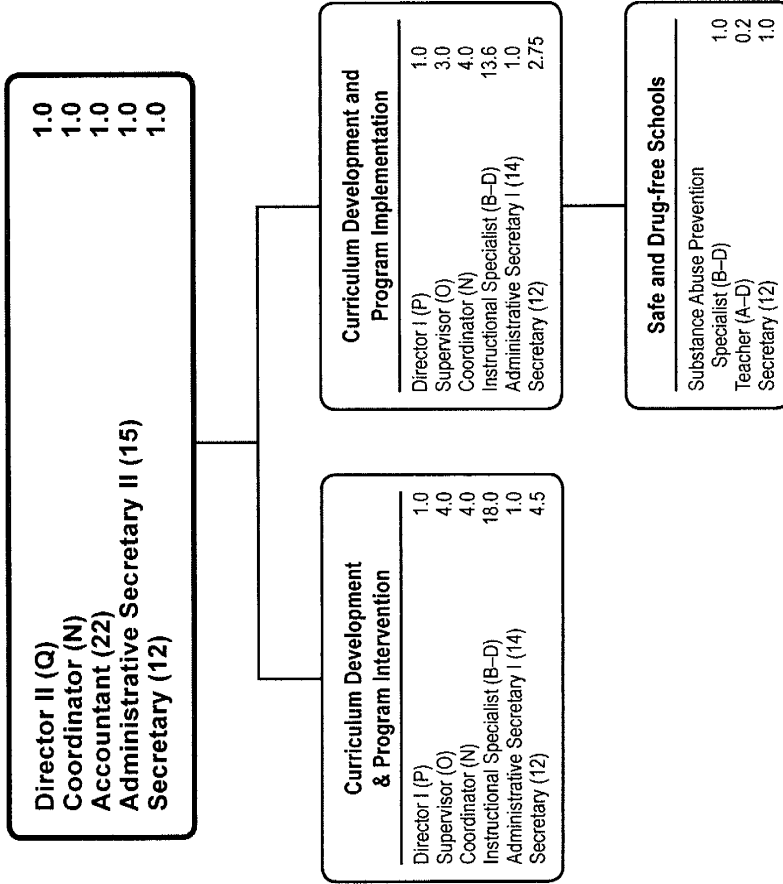 Director II (Q) 1.0
Coordinator (N) 1.0
Accountant (22) 1.0
Administrative Secretary II (15) 1.0
Secretary (12) 1.0
Curriculum Development
& Program Intervention
Director I (P) 1.0
Supervisor (O) 4.0
Coordinator (N) 4.0
Instructional Specialist (B–D) 18.0
Administrative Secretary I (14) 1.0
Secretary (12) 4.5
Curriculum Development and
Program Implementation
Director I (P) 1.0
Supervisor (O) 3.0
Coordinator (N) 4.0
Instructional Specialist (B–D) 13.6
Administrative Secretary I (14) 1.0
Secretary (12) 2.75
Safe and Drug-free Schools
Substance Abuse Prevention
Specialist (B–D) 1.0
Teacher (A–D) 0.2
Secretary (12) 1.0